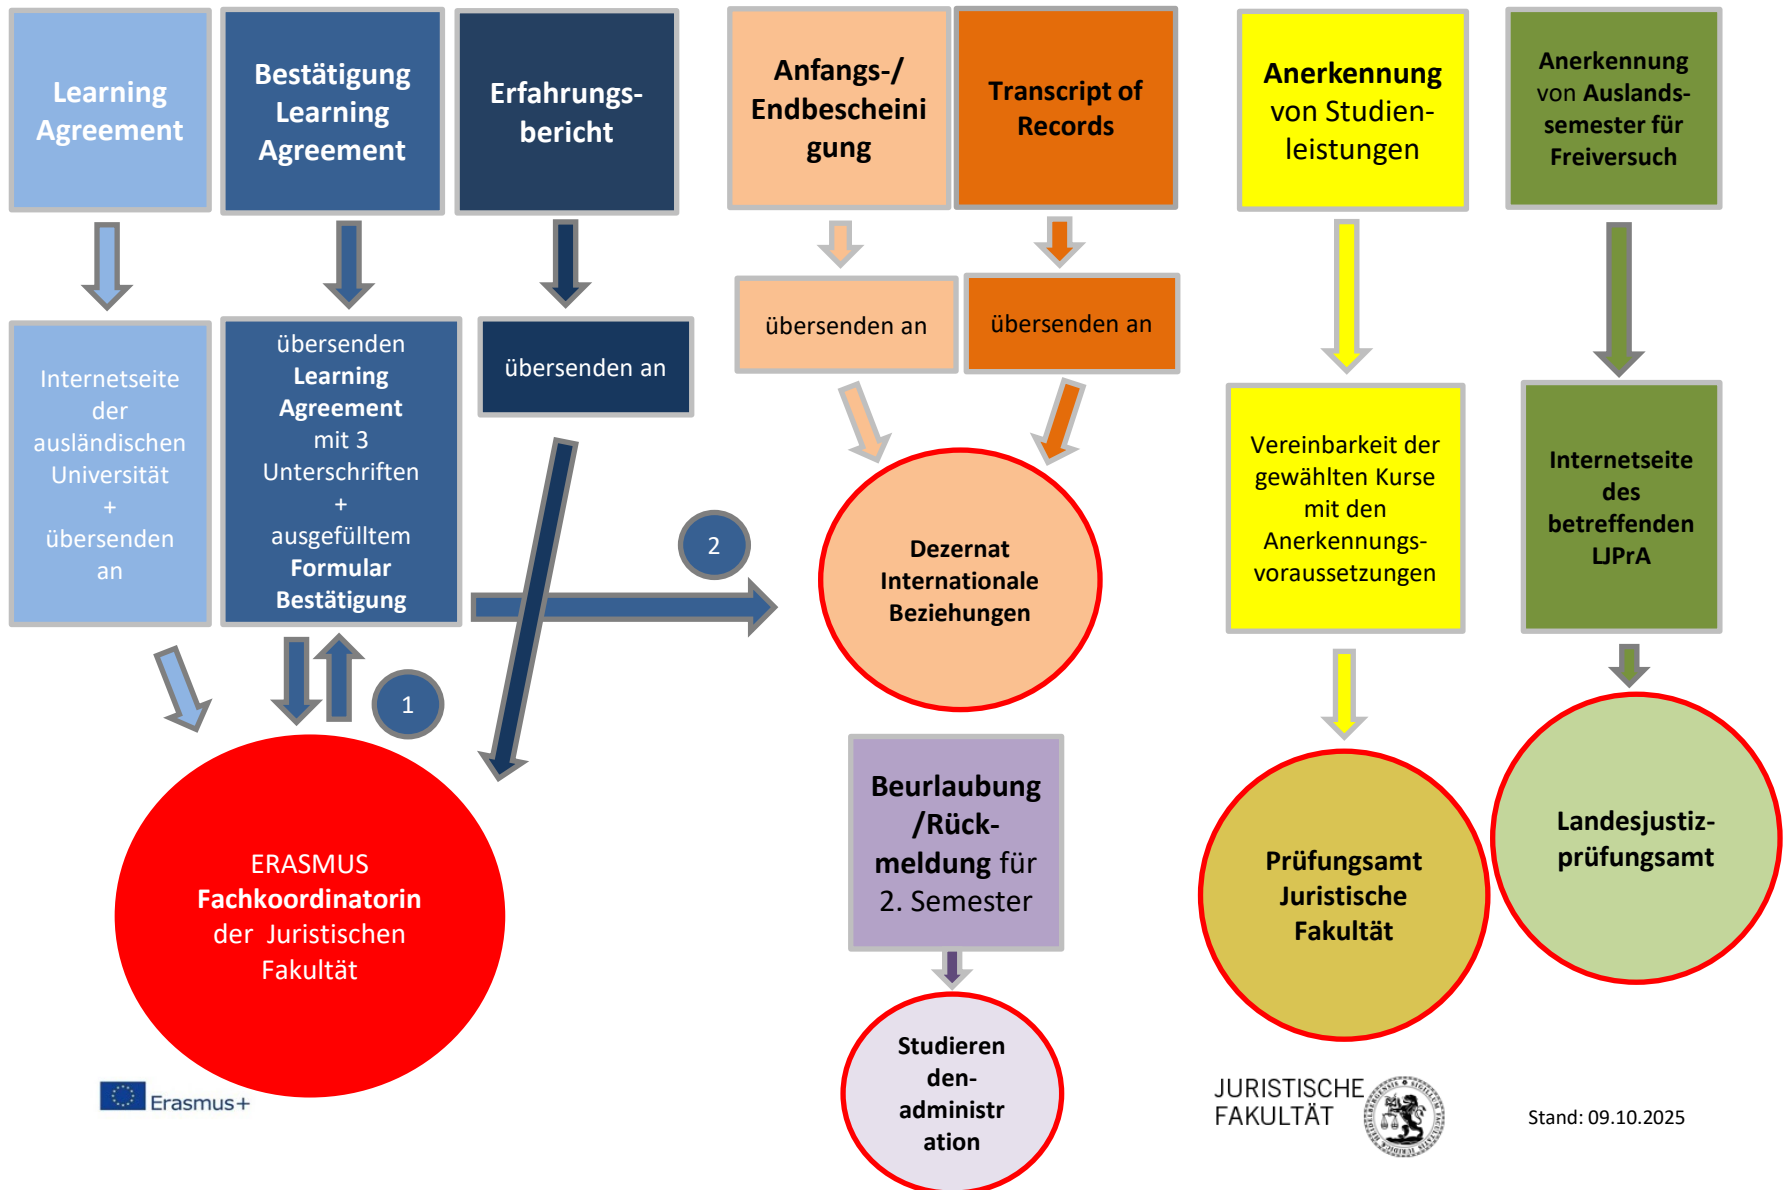 Learning
Agreement
Bestätigung
Learning
Agreement
Erfahrungs-
bericht
Anfangs-/
Endbescheini
gung
Transcript of
Records
Anerkennung
von Studien-
leistungen
Anerkennung
von Auslands-
semester für
Freiversuch
Internetseite
der
ausländischen
Universität
+
übersenden
an
übersenden
Learning
Agreement
mit 3
Unterschriften
+
ausgefülltem
Formular
Bestätigung
übersenden an
übersenden an
übersenden an
Vereinbarkeit der
gewählten Kurse
mit den
Anerkennungs-
voraussetzungen
Internetseite
des
betreffenden
LJPrA
1
2
Dezernat
Internationale
Beziehungen
ERASMUS
Fachkoordinatorin
der Juristischen
Fakultät
Beurlaubung
/Rück-
meldung für
2. Semester
Studieren
den-
administr
ation
Prüfungsamt
Juristische
Fakultät
Landesjustiz-
prüfungsamt
Erasmus+
JURISTISCHE
FAKULTÄT
Stand: 09.10.2025